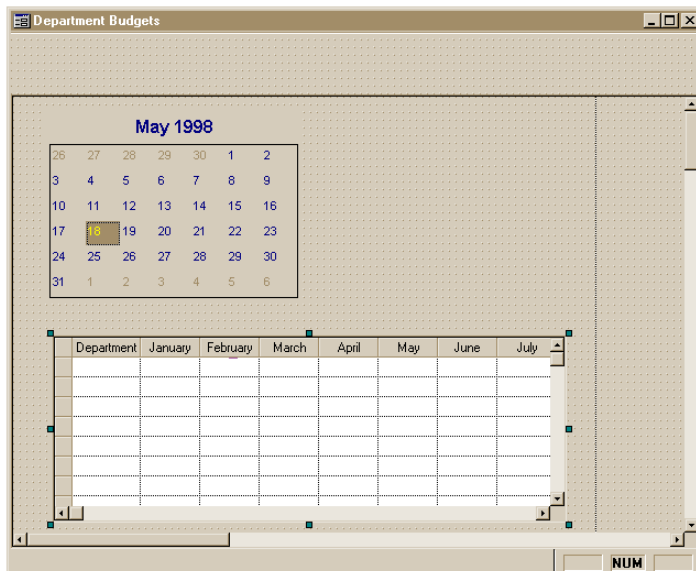 Department Budgets
May 1998
26 27 28 29 30 1 2
3 4 5 6 7 8 9
10 11 12 13 14 15 16
17 18 19 20 21 22 23
24 25 26 27 28 29 30
31 1 2 3 4 5 6
Department January February March April May June July
NUM